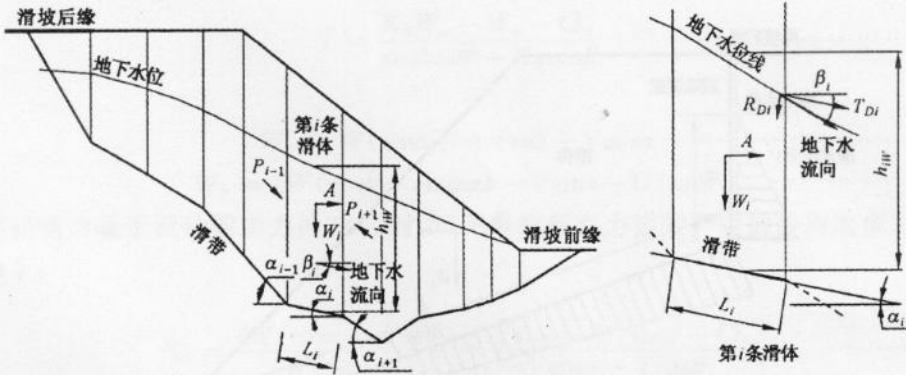 滑坡后缘
地下水位
第i条
滑体
P_{i-1}
A
P_{i+1}
h_{iw}
W_i
滑带
α_{i-1}
β_i
地下水
流向
α_i
L_i
α_{i+1}
滑坡前缘
地下水位线
β_i
R_{Di}
T_{Di}
地下水
流向
A
W_i
h_{iw}
滑带
L_i
α_i
第i条滑体